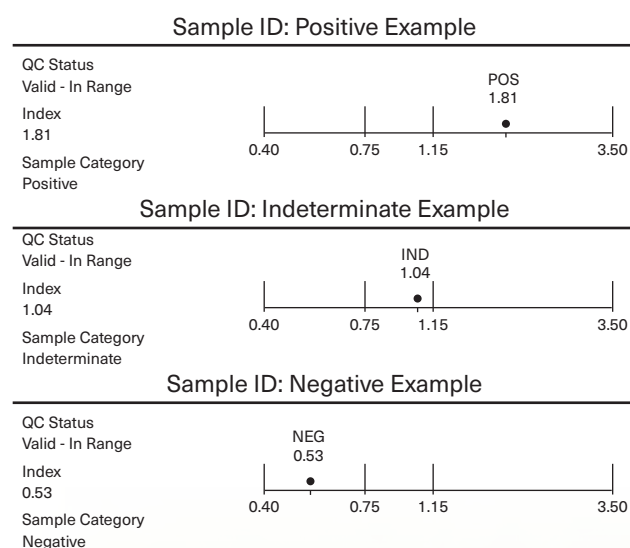 Sample ID: Positive Example
QC Status
Valid - In Range
Index
1.81
Sample Category
Positive
POS
1.81
0.40 0.75 1.15 3.50
Sample ID: Indeterminate Example
QC Status
Valid - In Range
Index
1.04
Sample Category
Indeterminate
IND
1.04
0.40 0.75 1.15 3.50
Sample ID: Negative Example
QC Status
Valid - In Range
Index
0.53
Sample Category
Negative
NEG
0.53
0.40 0.75 1.15 3.50